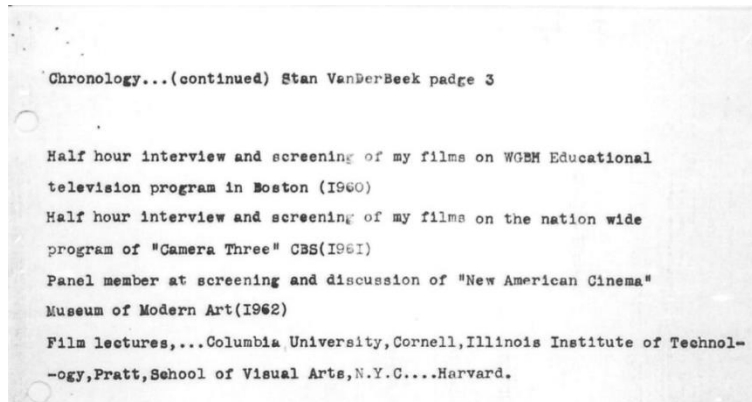 Chronology...(continued) Stan VanDerBeek padge 3
Half hour interview and screening of my films on WGBM Educational
television program in Boston (I960)
Half hour interview and screening of my films on the nation wide
program of "Camera Three" CBS(I96I)
Panel member at screening and discussion of "New American Cinema"
Museum of Modern Art(I962)
Film lectures,...Columbia University,Cornell,Illinois Institute of Technol-
-ogy,Pratt,School of Visual Arts,N.Y.C....Harvard.